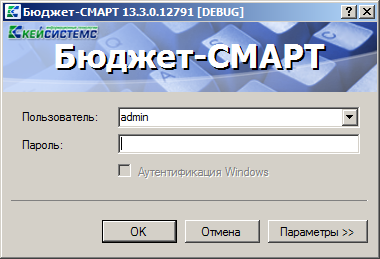 Бюджет-СМАРТ 13.3.0.12791 [DEBUG]
КЕЙСИСТЕМС
Бюджет-СМАРТ
Пользователь: admin
Пароль:
Аутентификация Windows
OK Отмена Параметры >>